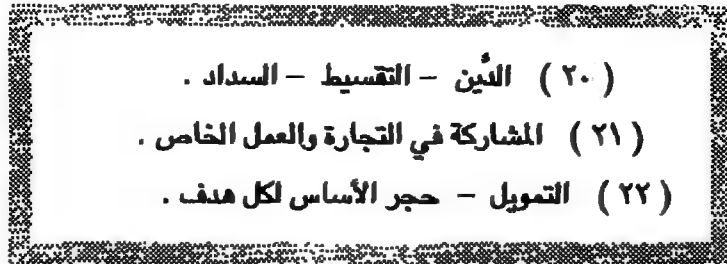 ( ٢٠ ) الدَّين – التقسيط – السداد .
( ٢١ ) المشاركة في التجارة والعمل الخاص .
( ٢٢ ) التمويل – حجر الأساس لكل هدف .